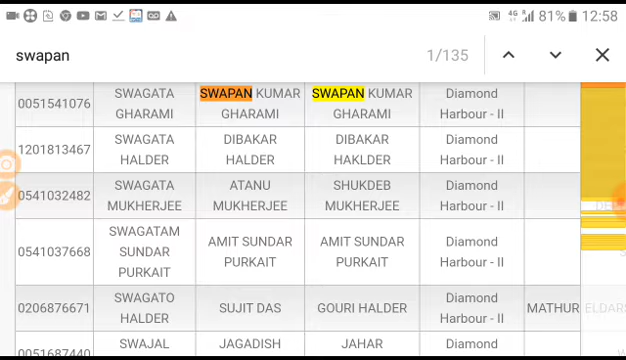 4G 81% 12:58
swapan 1/135
0051541076 SWAGATA GHARAMI SWAPAN KUMAR GHARAMI SWAPAN KUMAR GHARAMI Diamond Harbour - II
1201813467 SWAGATA HALDER DIBAKAR HALDER DIBAKAR HAKLDER Diamond Harbour - II
0541032482 SWAGATA MUKHERJEE ATANU MUKHERJEE SHUKDEB MUKHERJEE Diamond Harbour - II
0541037668 SWAGATAM SUNDAR PURKAIT AMIT SUNDAR PURKAIT AMIT SUNDAR PURKAIT Diamond Harbour - II
0206876671 SWAGATO HALDER SUJIT DAS GOURI HALDER Diamond Harbour - II MATHUR
0051687440 SWAJAL JAGADISH JAHAR Diamond